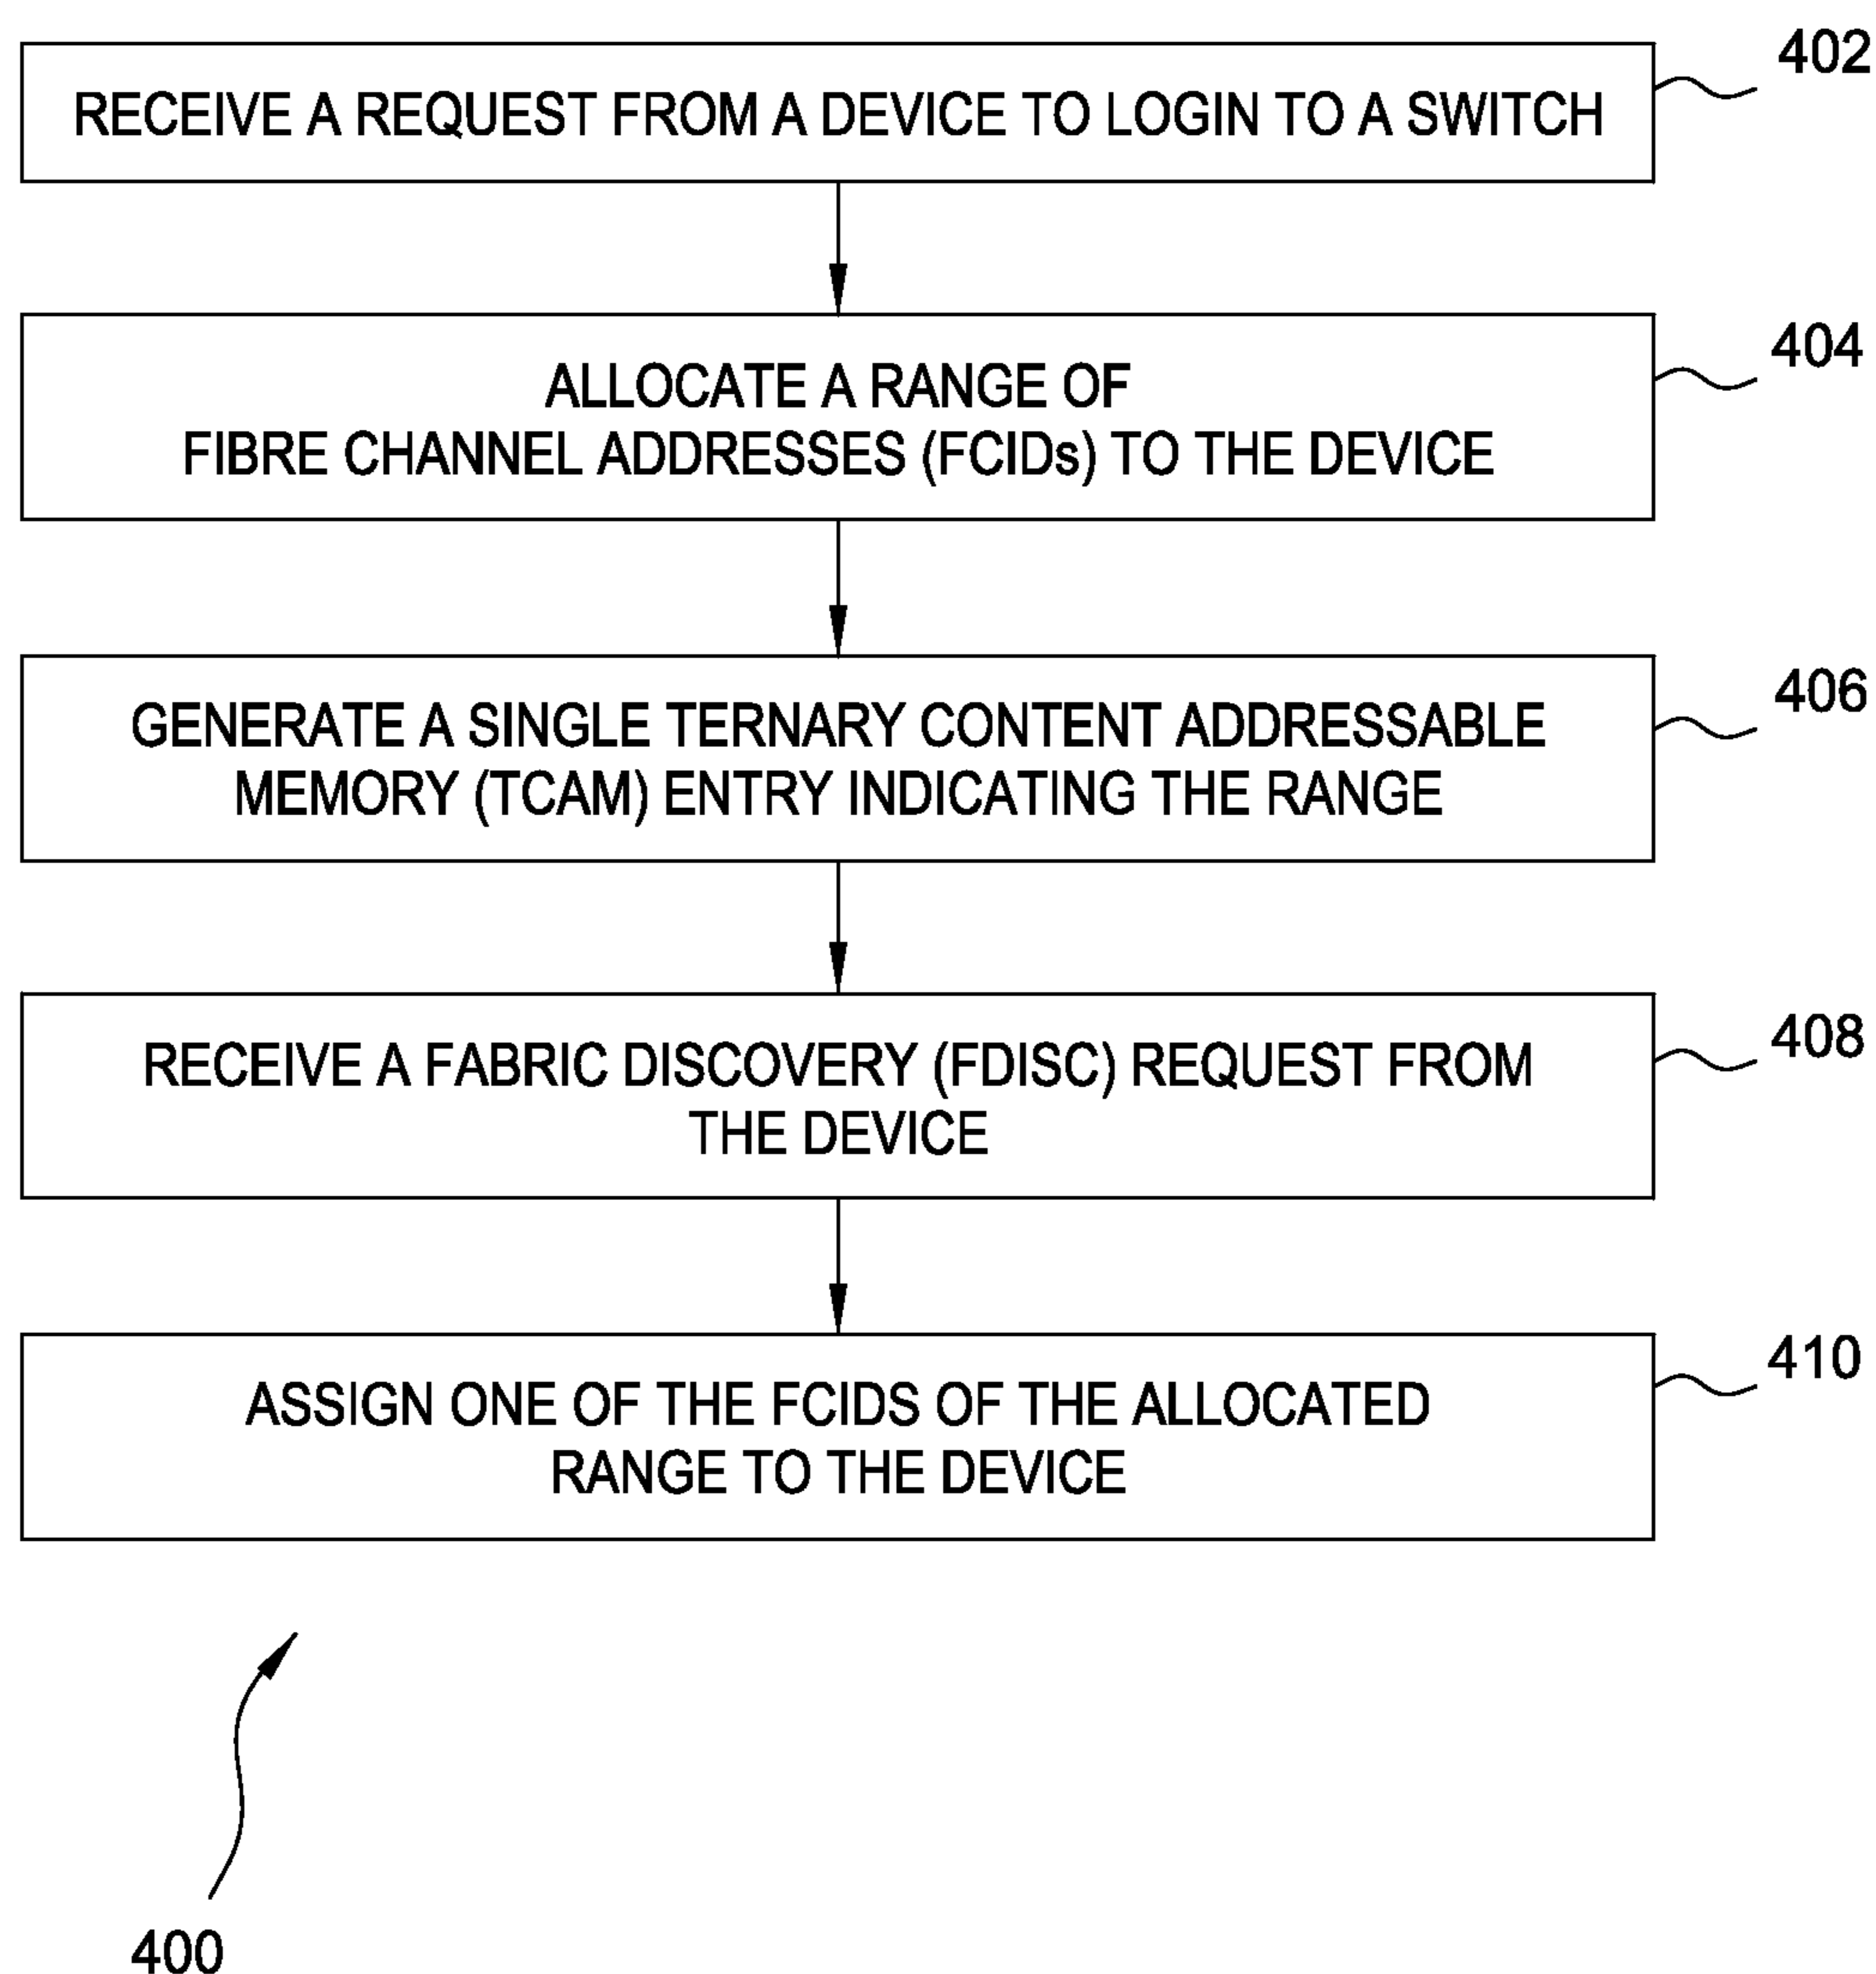 402
RECEIVE A REQUEST FROM A DEVICE TO LOGIN TO A SWITCH
404
ALLOCATE A RANGE OF
FIBRE CHANNEL ADDRESSES (FCIDs) TO THE DEVICE
406
GENERATE A SINGLE TERNARY CONTENT ADDRESSABLE
MEMORY (TCAM) ENTRY INDICATING THE RANGE
408
RECEIVE A FABRIC DISCOVERY (FDISC) REQUEST FROM
THE DEVICE
410
ASSIGN ONE OF THE FCIDS OF THE ALLOCATED
RANGE TO THE DEVICE
400